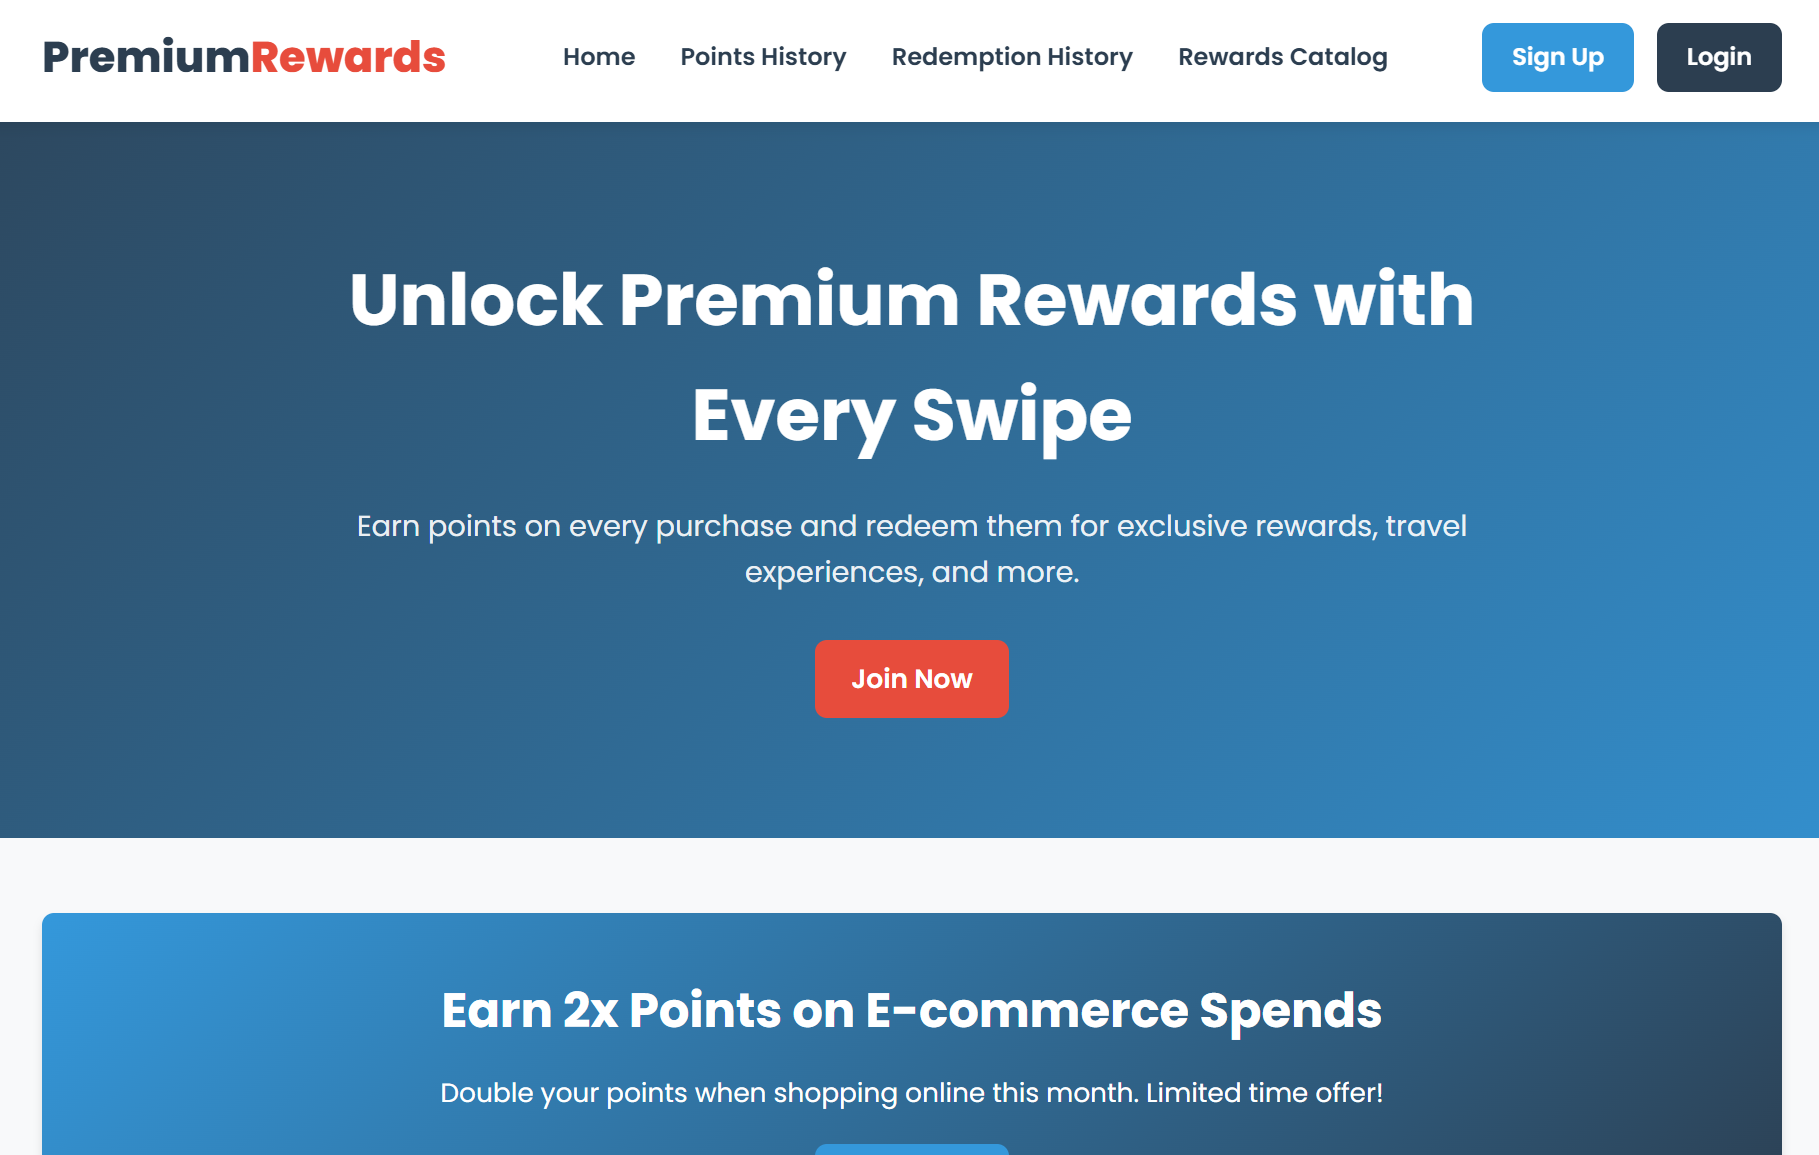 PremiumRewards
Home
Points History
Redemption History
Rewards Catalog
Sign Up
Login
Unlock Premium Rewards with
Every Swipe
Earn points on every purchase and redeem them for exclusive rewards, travel
experiences, and more.
Join Now
Earn 2x Points on E-commerce Spends
Double your points when shopping online this month. Limited time offer!